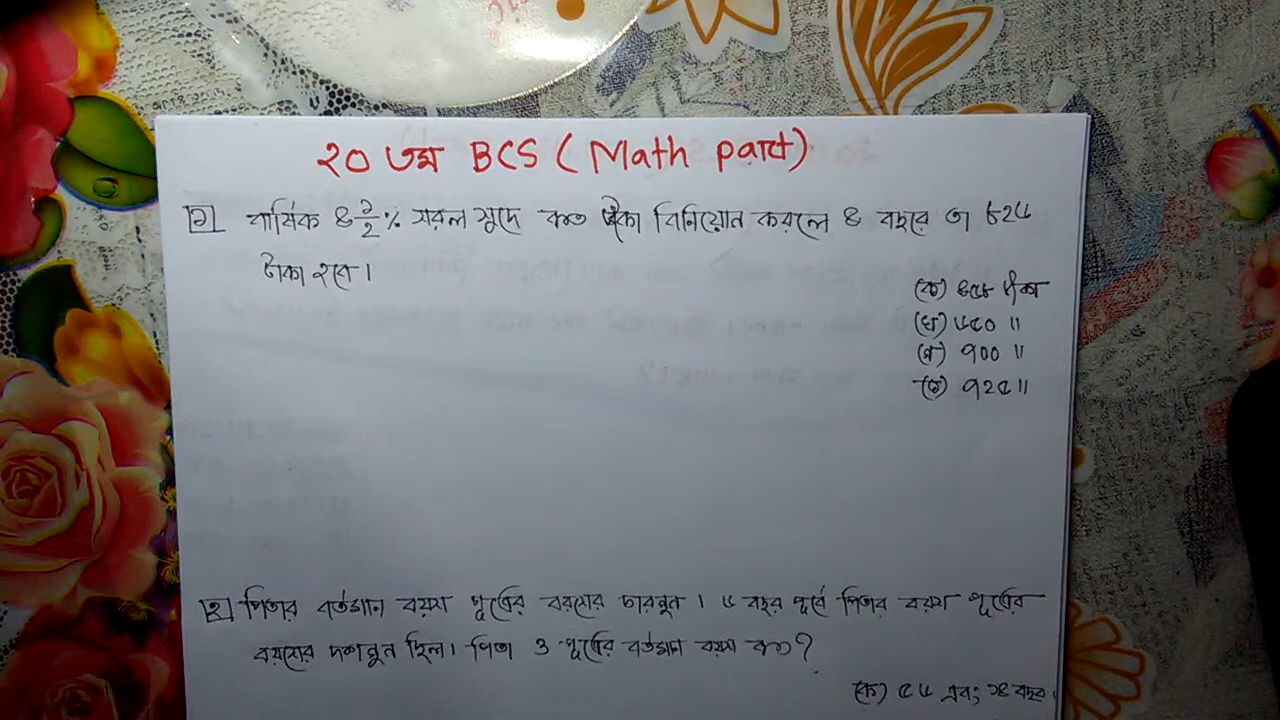 ২০ তম BCS (Math part)
১ বার্ষিক ৪ ১/২ % সরল সুদে কত টাকা বিনিয়োগ করলে ৪ বছরে তা ৮২৬
টাকা হবে।
(ক) ৪৫৮ টাকা
(খ) ৬৫০ "
(গ) ৭০০ "
(ঘ) ৭২৫ "
২ পিতার বর্তমান বয়স পুত্রের বয়সের চারগুন। ৬ বছর পূর্বে পিতার বয়স পুত্রের
বয়সের দশগুন ছিল। পিতা ও পুত্রের বর্তমান বয়স কত?
(ক) ৫৬ এবং ১৪ বছর।